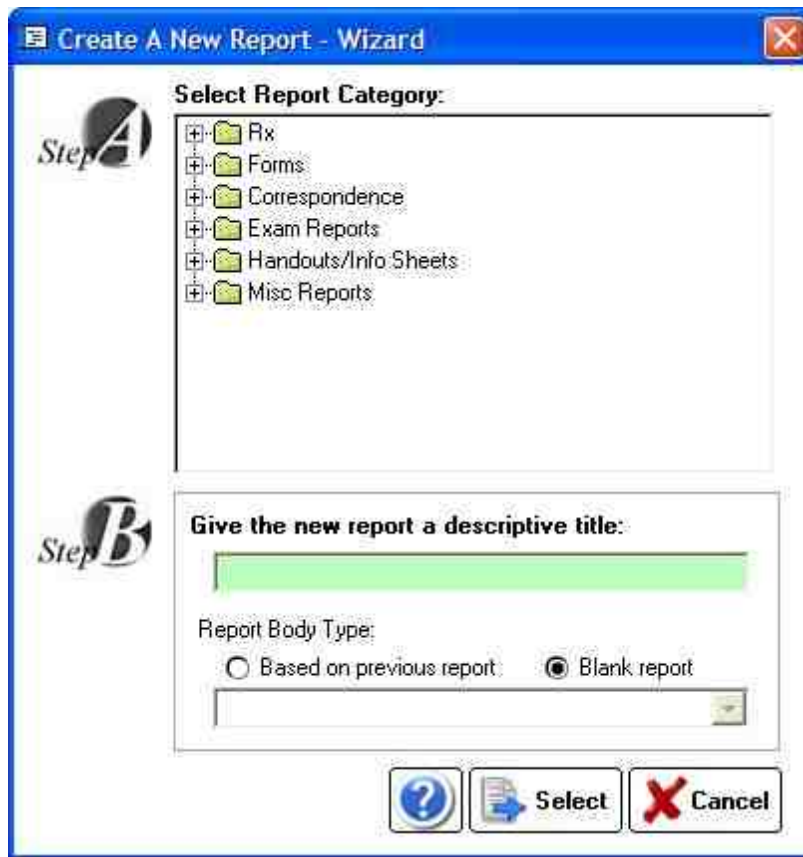 Create A New Report - Wizard
Step A
Select Report Category:
Rx
Forms
Correspondence
Exam Reports
Handouts/Info Sheets
Misc Reports
Step B
Give the new report a descriptive title:
Report Body Type:
Based on previous report Blank report
? Select Cancel